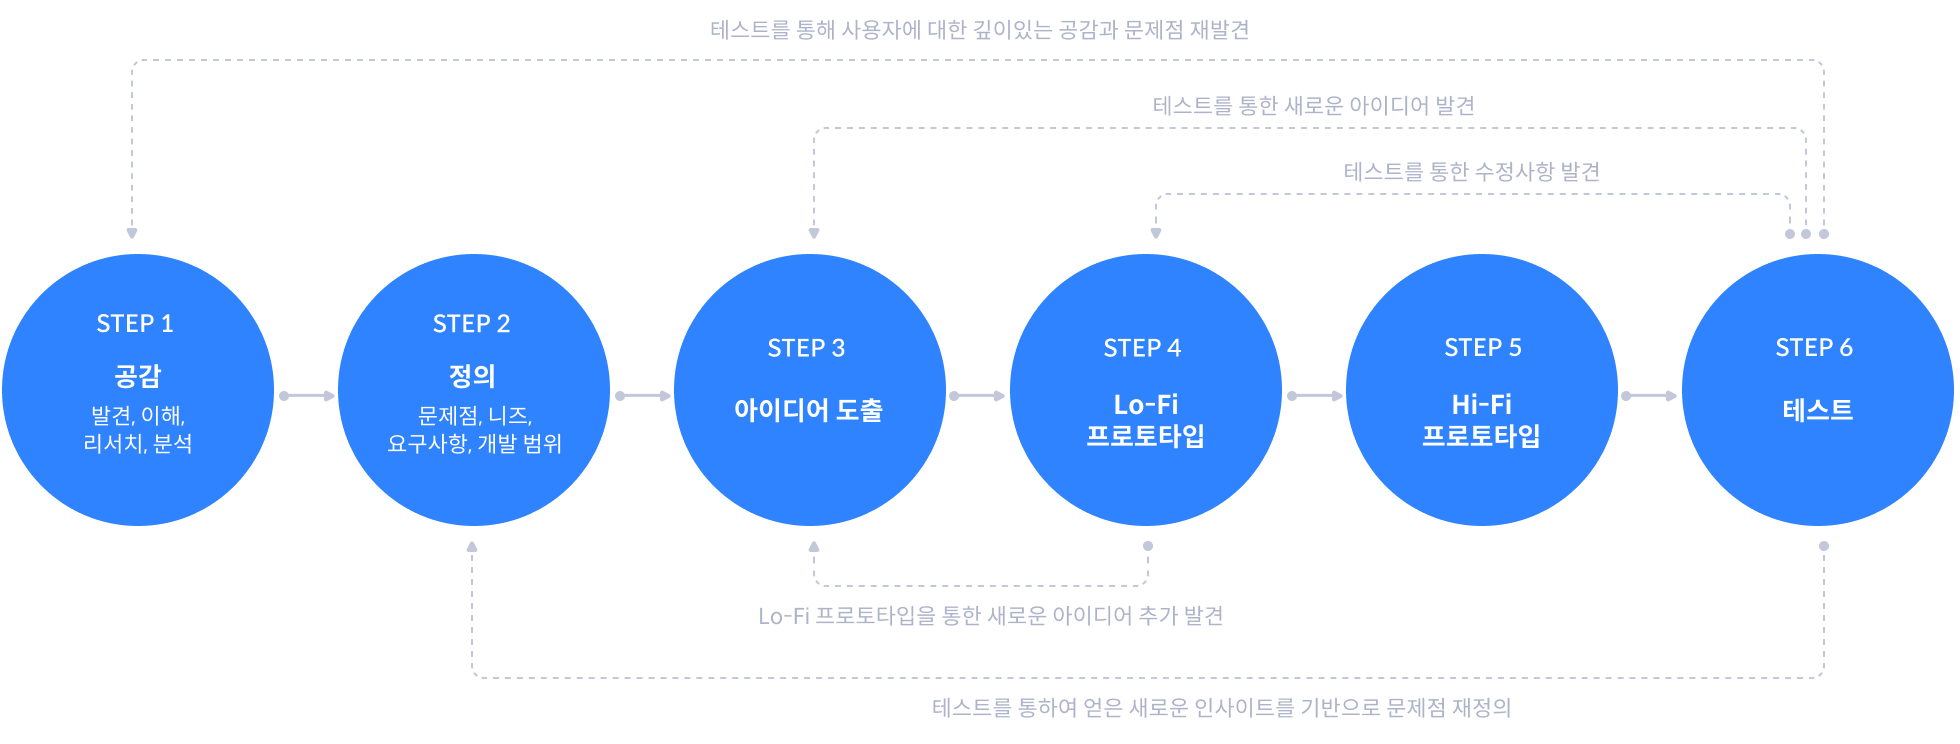 테스트를 통해 사용자에 대한 깊이있는 공감과 문제점 재발견
테스트를 통한 새로운 아이디어 발견
테스트를 통한 수정사항 발견
STEP 1
공감
발견, 이해,
리서치, 분석
STEP 2
정의
문제점, 니즈,
요구사항, 개발 범위
STEP 3
아이디어 도출
STEP 4
Lo-Fi
프로토타입
STEP 5
Hi-Fi
프로토타입
STEP 6
테스트
Lo-Fi 프로토타입을 통한 새로운 아이디어 추가 발견
테스트를 통하여 얻은 새로운 인사이트를 기반으로 문제점 재정의